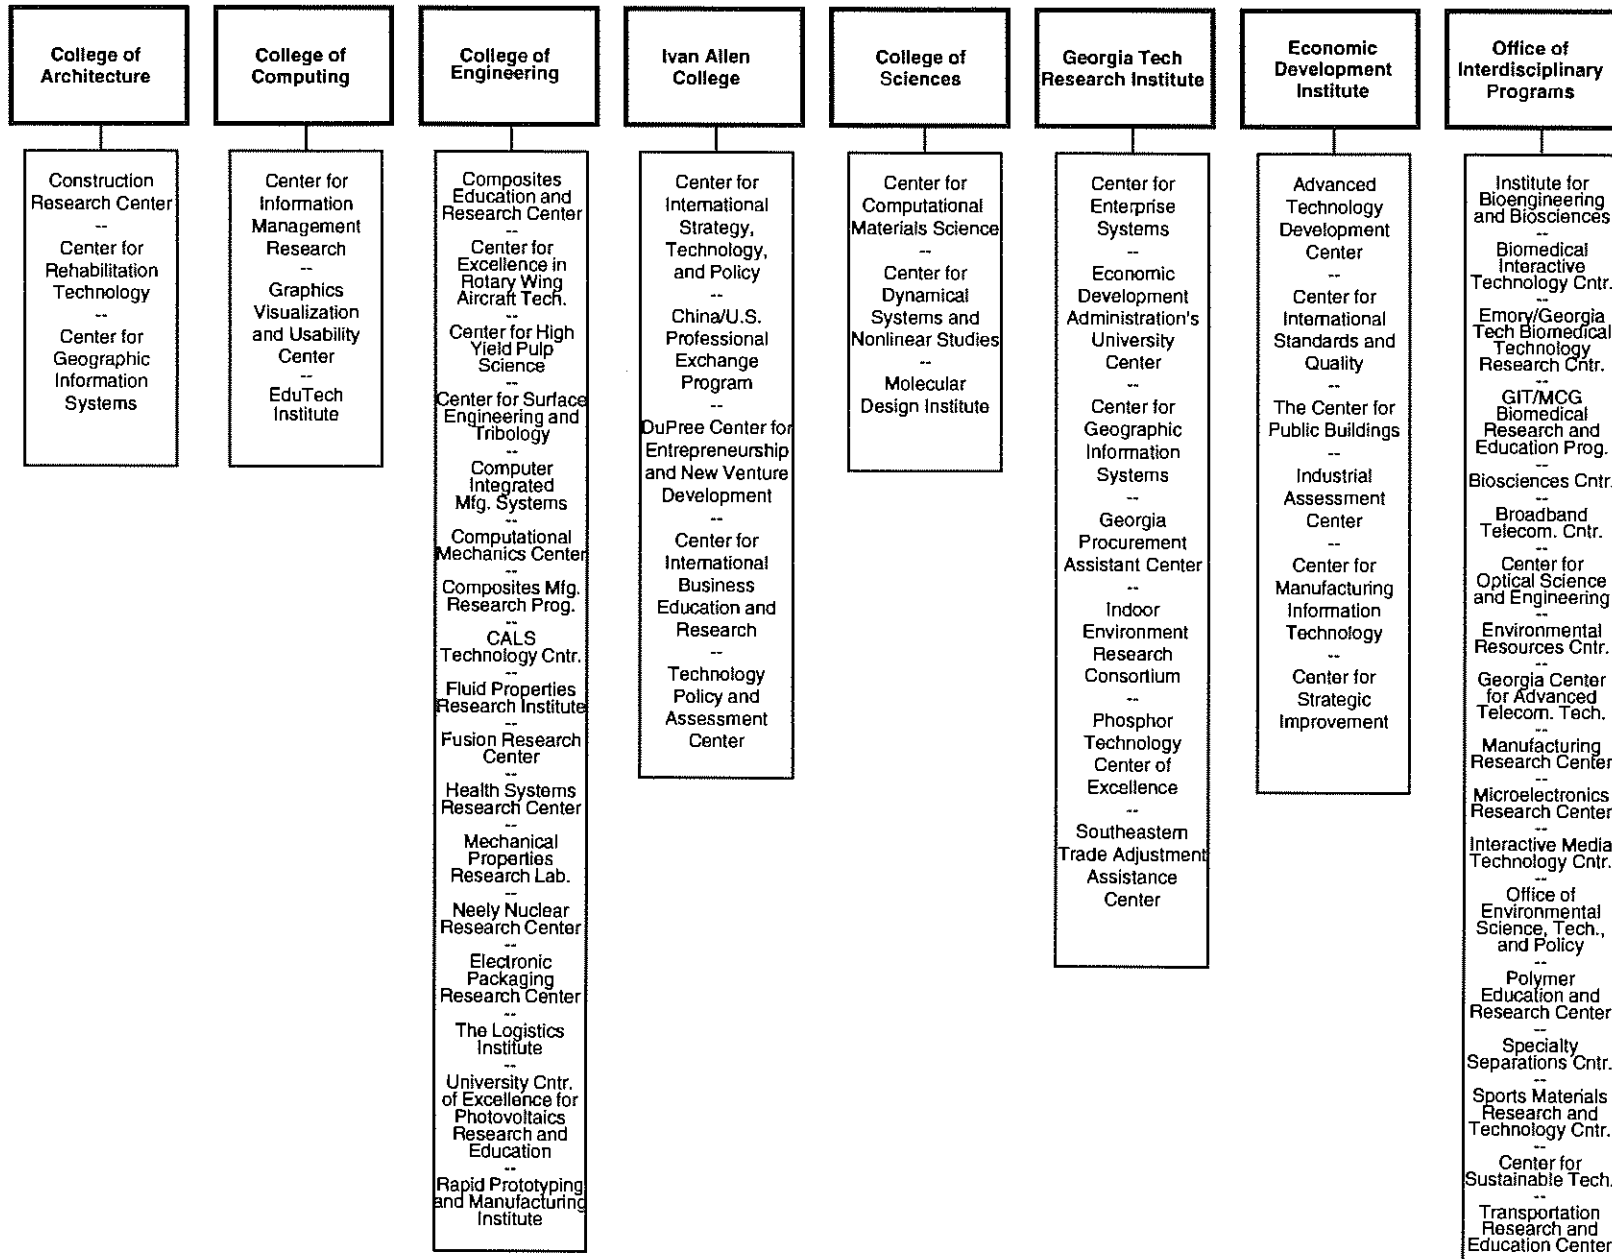 College of
Architecture
Construction
Research Center
--
Center for
Rehabilitation
Technology
--
Center for
Geographic
Information
Systems
College of
Computing
Center for
Information
Management
Research
--
Graphics
Visualization
and Usability
Center
--
EduTech
Institute
College of
Engineering
Composites
Education and
Research Center
--
Center for
Excellence in
Rotary Wing
Aircraft Tech.
--
Center for High
Yield Pulp
Science
--
Center for Surface
Engineering and
Tribology
--
Computer
Integrated
Mfg. Systems
--
Computational
Mechanics Center
--
Composites Mfg.
Research Prog.
--
CALS
Technology Cntr.
--
Fluid Properties
Research Institute
--
Fusion Research
Center
--
Health Systems
Research Center
--
Mechanical
Properties
Research Lab.
--
Neely Nuclear
Research Center
--
Electronic
Packaging
Research Center
--
The Logistics
Institute
--
University Cntr.
of Excellence for
Photovoltaics
Research and
Education
--
Rapid Prototyping
and Manufacturing
Institute
Ivan Allen
College
Center for
International
Strategy,
Technology,
and Policy
--
China/U.S.
Professional
Exchange
Program
--
DuPree Center for
Entrepreneurship
and New Venture
Development
--
Center for
International
Business
Education and
Research
--
Technology
Policy and
Assessment
Center
College of
Sciences
Center for
Computational
Materials Science
--
Center for
Dynamical
Systems and
Nonlinear Studies
--
Molecular
Design Institute
Georgia Tech
Research Institute
Center for
Enterprise
Systems
--
Economic
Development
Administration's
University
Center
--
Center for
Geographic
Information
Systems
--
Georgia
Procurement
Assistant Center
--
Indoor
Environment
Research
Consortium
--
Phosphor
Technology
Center of
Excellence
--
Southeastern
Trade Adjustment
Assistance
Center
Economic
Development
Institute
Advanced
Technology
Development
Center
--
Center for
International
Standards and
Quality
--
The Center for
Public Buildings
--
Industrial
Assessment
Center
--
Center for
Manufacturing
Information
Technology
--
Center for
Strategic
Improvement
Office of
Interdisciplinary
Programs
Institute for
Bioengineering
and Biosciences
--
Biomedical
Interactive
Technology Cntr.
--
Emory/Georgia
Tech Biomedical
Technology
Research Cntr.
--
GIT/MCG
Biomedical
Research and
Education Prog.
--
Biosciences Cntr.
--
Broadband
Telecom. Cntr.
--
Center for
Optical Science
and Engineering
--
Environmental
Resources Cntr.
--
Georgia Center
for Advanced
Telecom. Tech.
--
Manufacturing
Research Center
--
Microelectronics
Research Center
--
Interactive Media
Technology Cntr.
--
Office of
Environmental
Science, Tech.,
and Policy
--
Polymer
Education and
Research Center
--
Specialty
Separations Cntr.
--
Sports Materials
Research and
Technology Cntr.
--
Center for
Sustainable Tech.
--
Transportation
Research and
Education Center